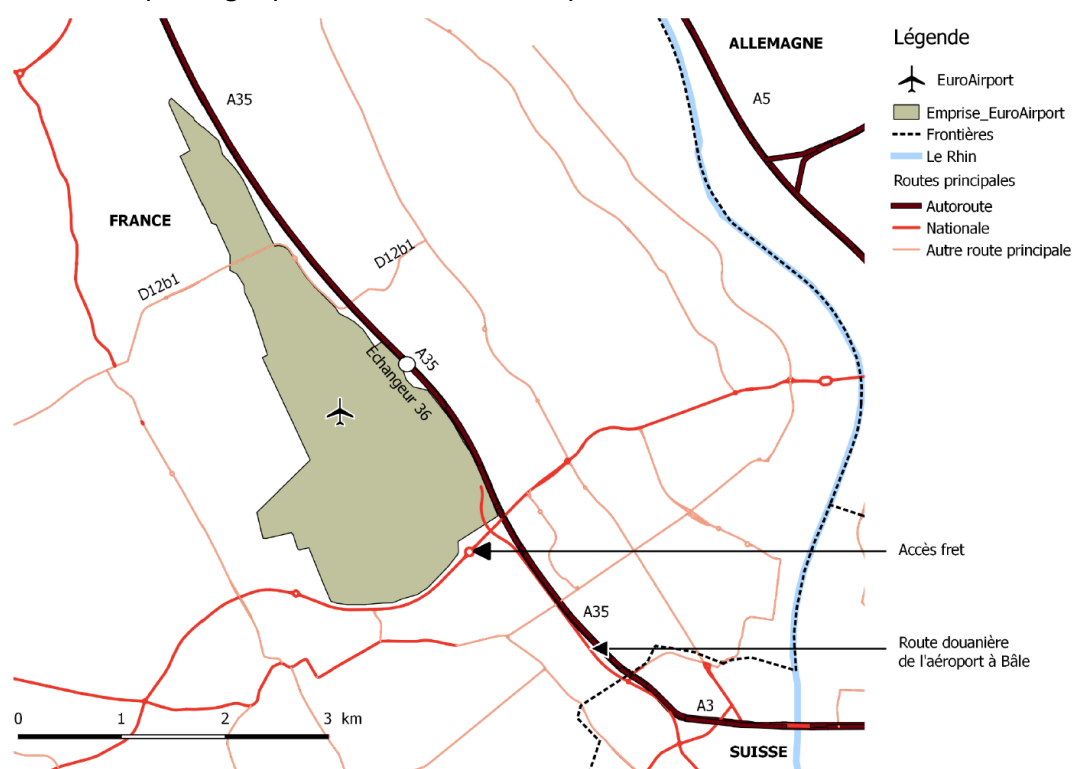 ALLEMAGNE
A35
A5
FRANCE
D12b1
D12b1
A35
Echangeur 36
A35
A3
SUISSE
0 1 2 3 km
Légende
EuroAirport
Emprise_EuroAirport
Frontières
Le Rhin
Routes principales
Autoroute
Nationale
Autre route principale
Accès fret
Route douanière
de l'aéroport à Bâle